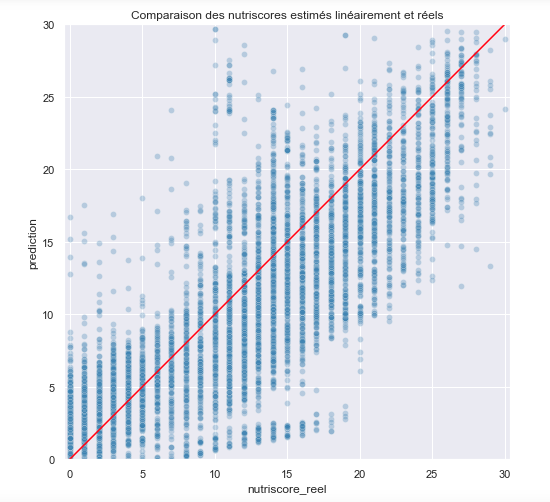 Comparaison des nutriscores estimés linéairement et réels
30
25
20
15
10
5
0
prediction
0 5 10 15 20 25 30
nutriscore_reel